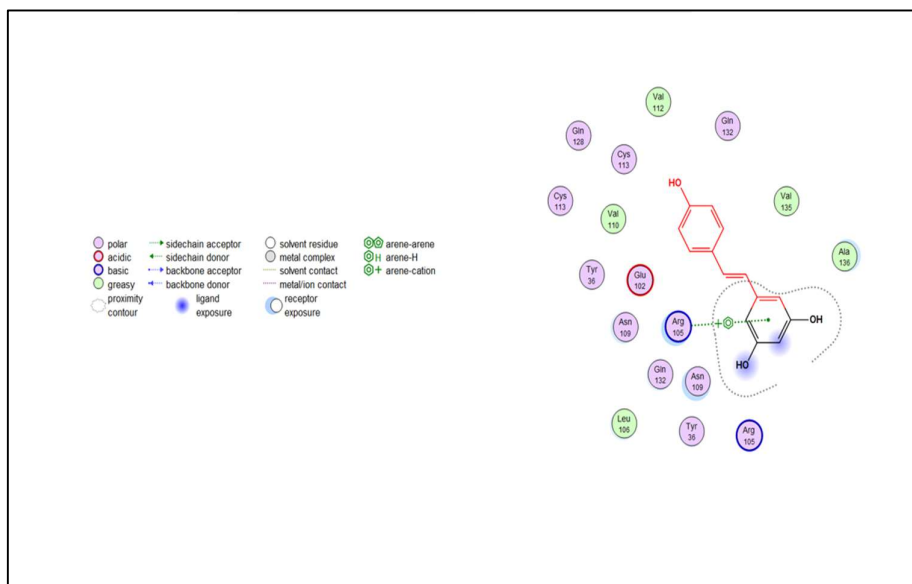 Val
112
Gln
132
Gln
128
Cys
113
HO
Cys
113
Val
135
Val
110
Ala
136
Tyr
36
Glu
102
Asn
109
Arg
105
+
OH
HO
Gln
132
Asn
109
Leu
106
Tyr
36
Arg
105
polar
acidic
basic
greasy
proximity
contour
sidechain acceptor
sidechain donor
backbone acceptor
backbone donor
ligand
exposure
solvent residue
metal complex
solvent contact
metal/ion contact
receptor
exposure
arene-arene
H arene-H
+ arene-cation